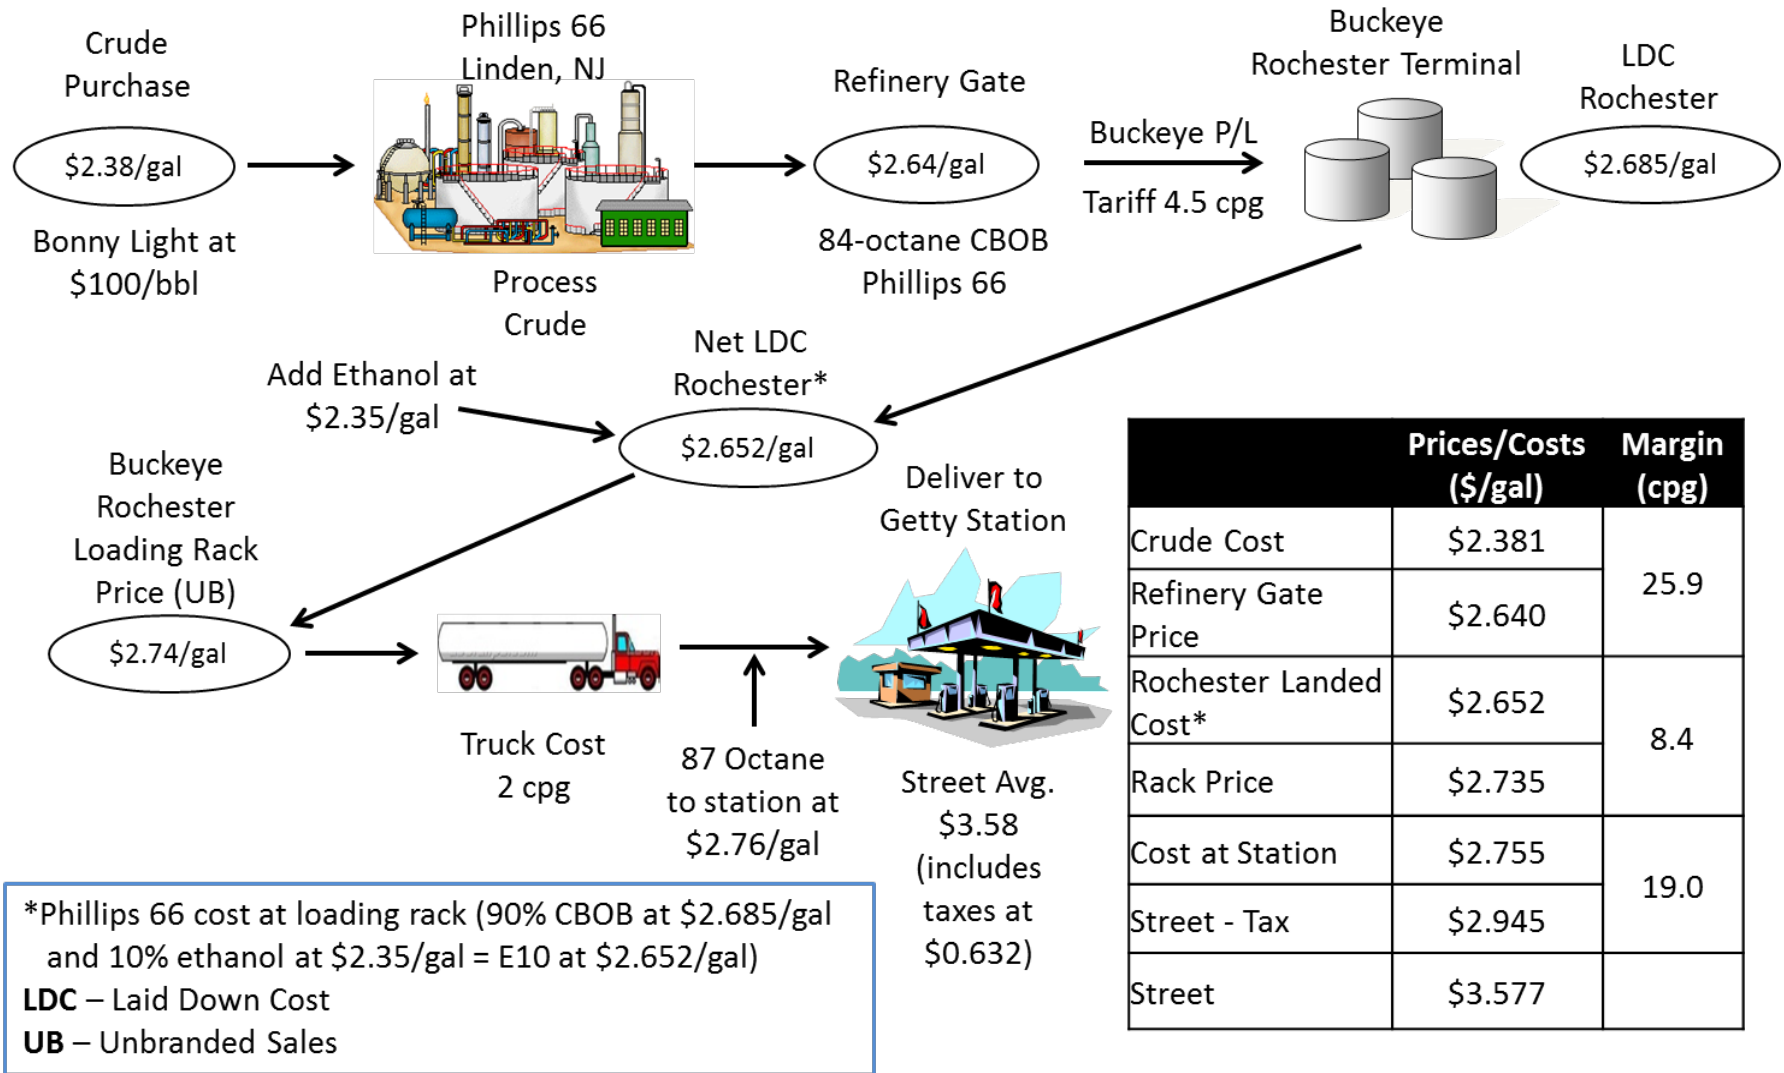 Crude
Purchase
$2.38/gal
Bonny Light at
$100/bbl
Phillips 66
Linden, NJ
Process
Crude
Refinery Gate
$2.64/gal
84-octane CBOB
Phillips 66
Buckeye P/L
Tariff 4.5 cpg
Buckeye
Rochester Terminal
LDC
Rochester
$2.685/gal
Add Ethanol at
$2.35/gal
Net LDC
Rochester*
$2.652/gal
Buckeye
Rochester
Loading Rack
Price (UB)
$2.74/gal
Truck Cost
2 cpg
87 Octane
to station at
$2.76/gal
Deliver to
Getty Station
Street Avg.
$3.58
(includes
taxes at
$0.632)
Prices/Costs Margin
($/gal) (cpg)
Crude Cost $2.381
25.9
Refinery Gate
Price $2.640
Rochester Landed
Cost* $2.652
8.4
Rack Price $2.735
Cost at Station $2.755
19.0
Street - Tax $2.945
Street $3.577
*Phillips 66 cost at loading rack (90% CBOB at $2.685/gal
and 10% ethanol at $2.35/gal = E10 at $2.652/gal)
LDC – Laid Down Cost
UB – Unbranded Sales